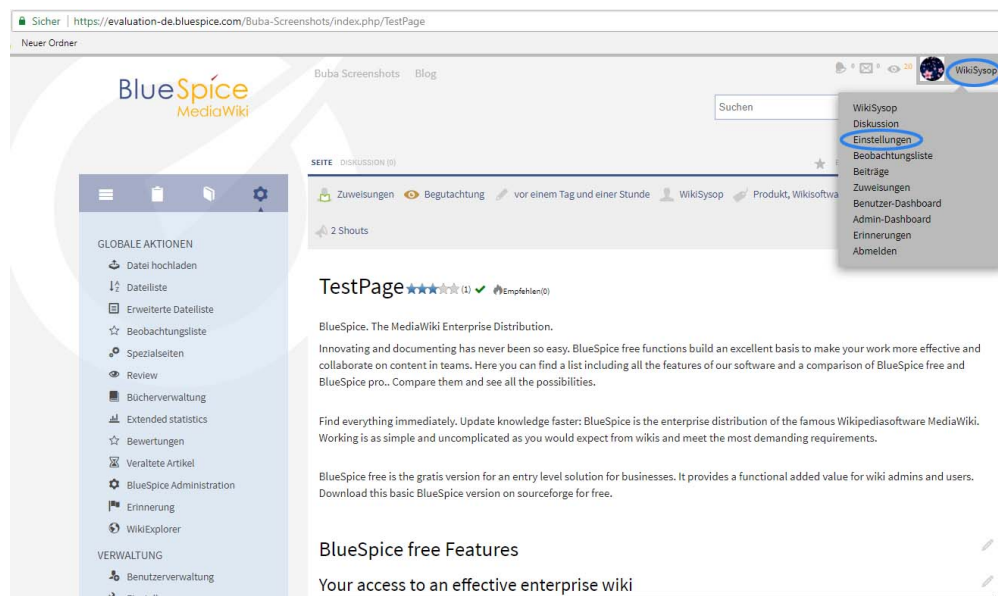 Sicher | https://evaluation-de.bluespice.com/Buba-Screenshots/index.php/TestPage
Neuer Ordner
BlueSpice
MediaWiki
Buba Screenshots Blog
WikiSysop
Suchen
WikiSysop
Diskussion
Einstellungen
Beobachtungsliste
Beiträge
Zuweisungen
Benutzer-Dashboard
Admin-Dashboard
Erinnerungen
Abmelden
SEITE DISKUSSION (0)
Zuweisungen Begutachtung vor einem Tag und einer Stunde WikiSysop Produkt, Wikisoftwa
2 Shouts
GLOBALE AKTIONEN
Datei hochladen
Dateiliste
Erweiterte Dateiliste
Beobachtungsliste
Spezialseiten
Review
Bücherverwaltung
Extended statistics
Bewertungen
Veraltete Artikel
BlueSpice Administration
Erinnerung
WikiExplorer
VERWALTUNG
Benutzerverwaltung
TestPage (1) Empfehlen(0)
BlueSpice. The MediaWiki Enterprise Distribution.
Innovating and documenting has never been so easy. BlueSpice free functions build an excellent basis to make your work more effective and
collaborate on content in teams. Here you can find a list including all the features of our software and a comparison of BlueSpice free and
BlueSpice pro.. Compare them and see all the possibilities.
Find everything immediately. Update knowledge faster: BlueSpice is the enterprise distribution of the famous Wikipediasoftware MediaWiki.
Working is as simple and uncomplicated as you would expect from wikis and meet the most demanding requirements.
BlueSpice free is the gratis version for an entry level solution for businesses. It provides a functional added value for wiki admins and users.
Download this basic BlueSpice version on sourceforge for free.
BlueSpice free Features
Your access to an effective enterprise wiki